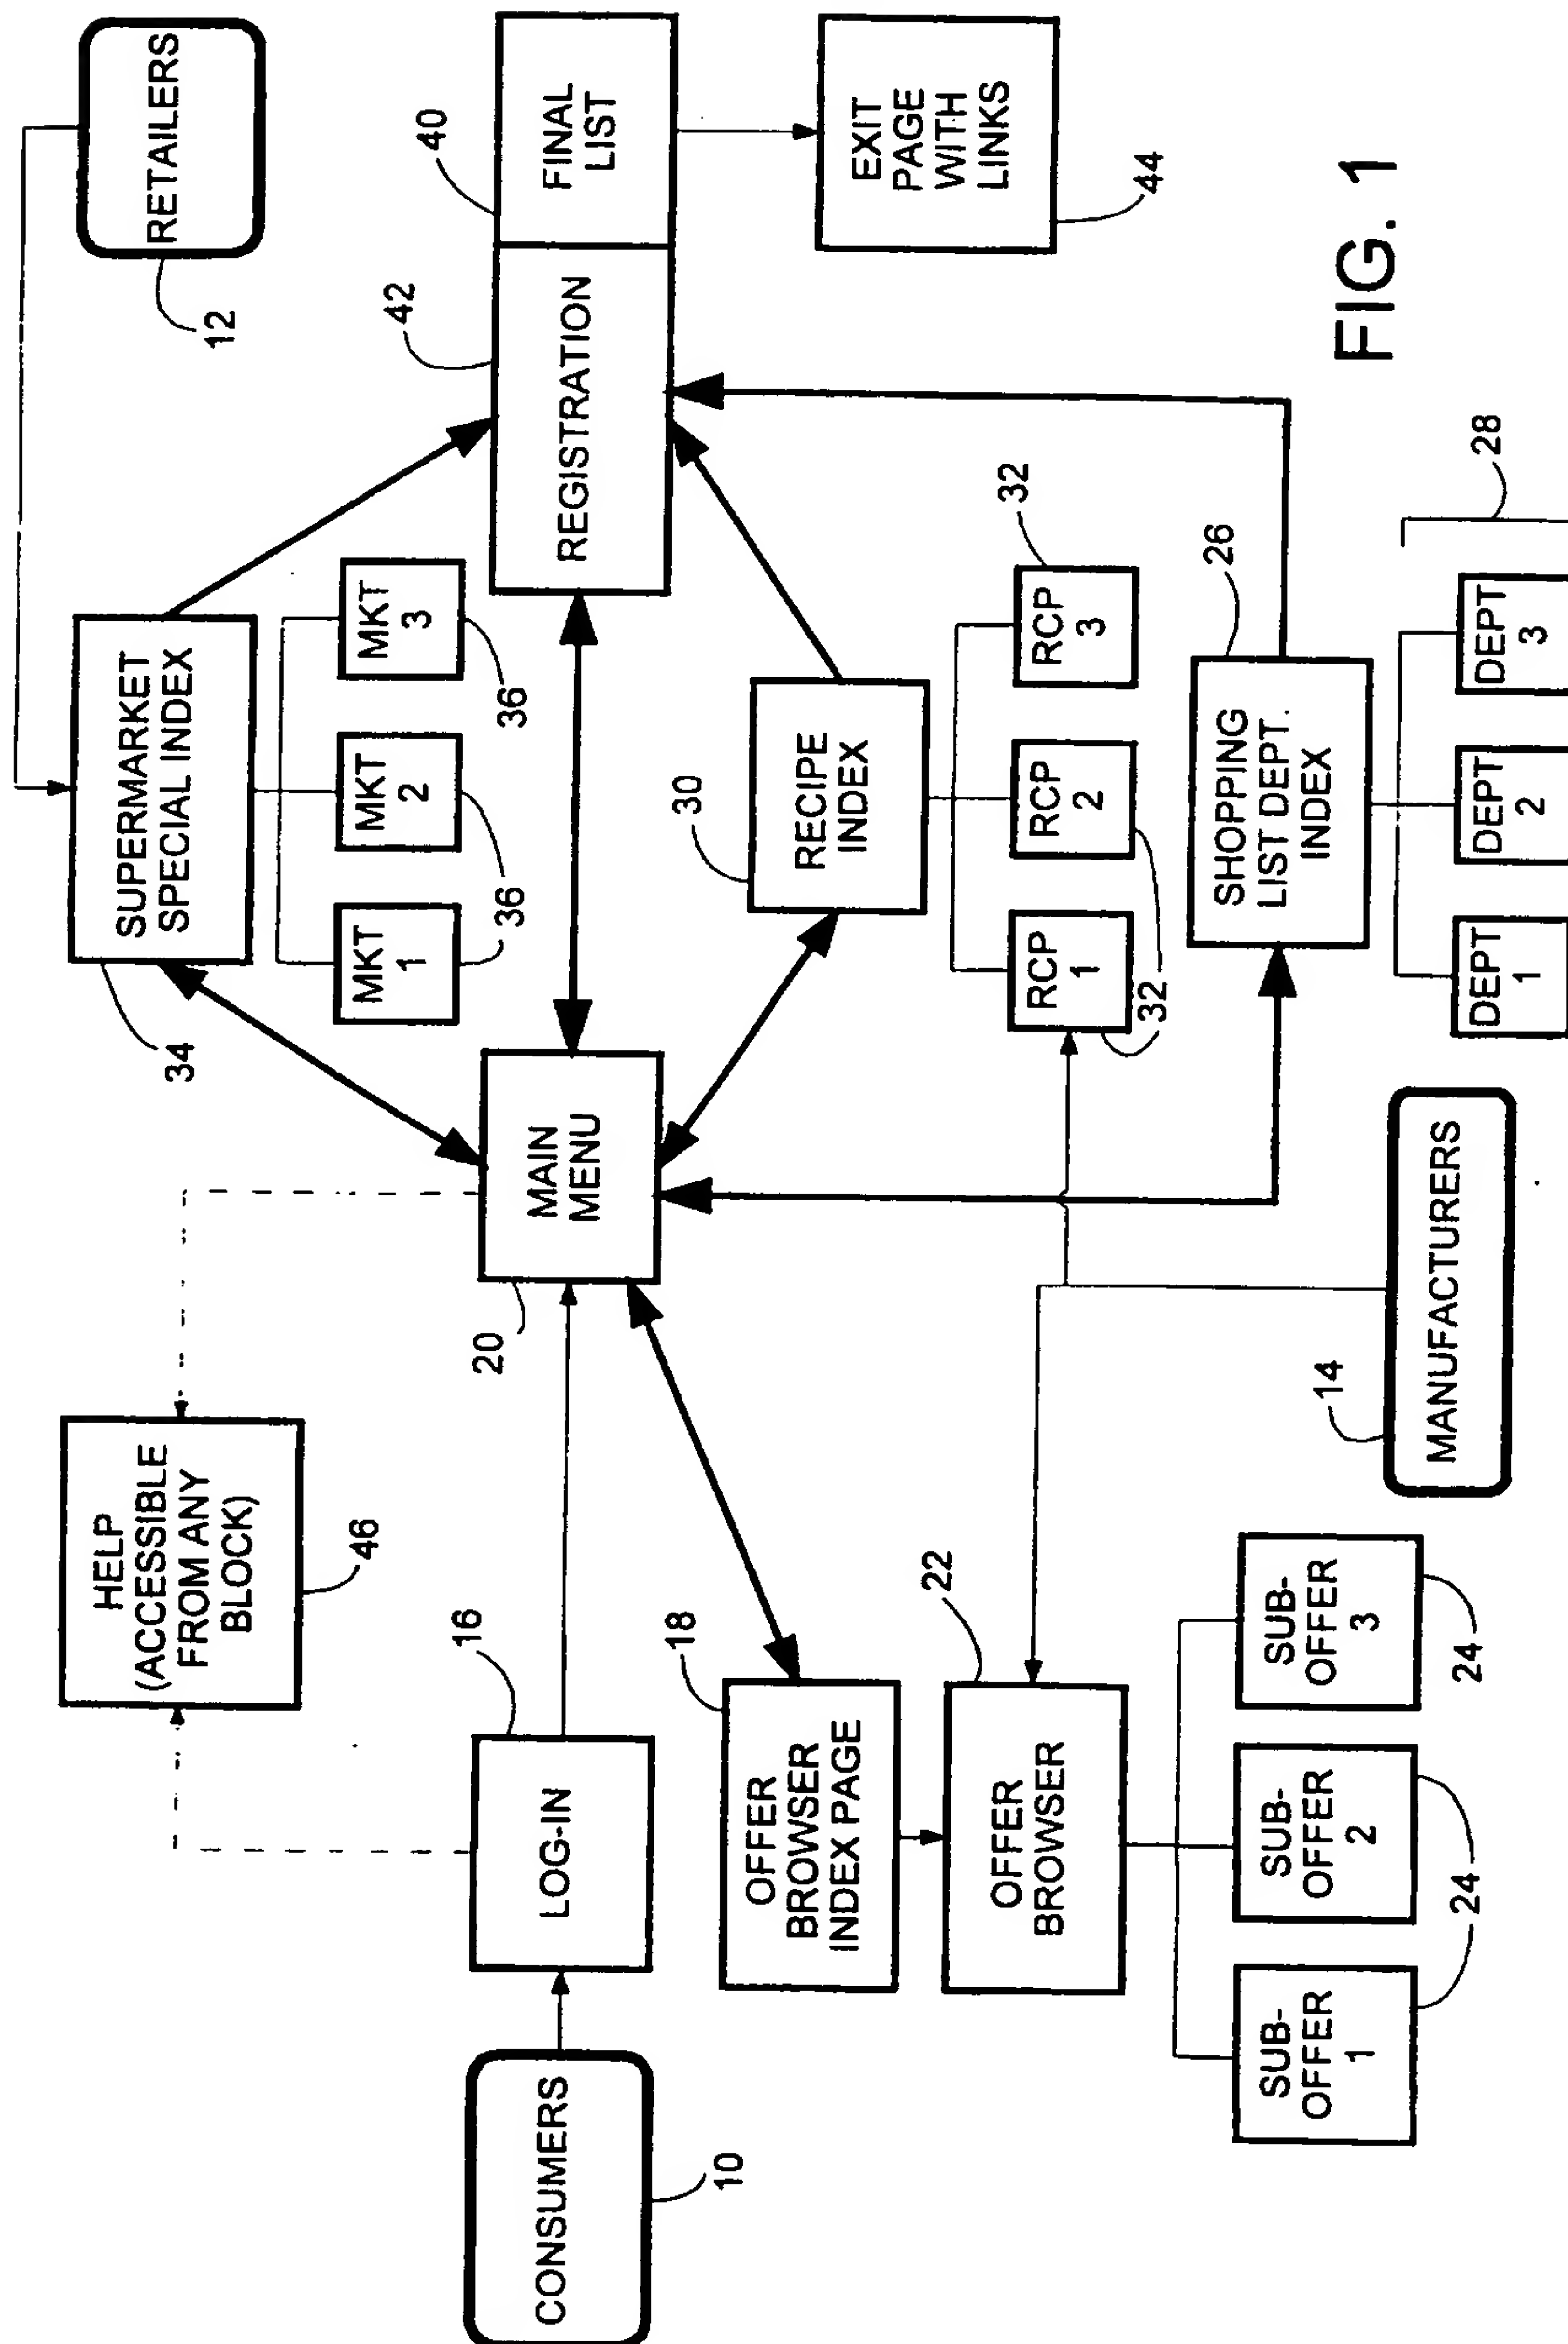 RETAILERS
12
SUPERMARKET
SPECIAL INDEX
34
MKT
1
MKT
2
MKT
3
36
36
HELP
(ACCESSIBLE
FROM ANY
BLOCK)
46
CONSUMERS
10
LOG-IN
16
MAIN
MENU
20
REGISTRATION
42
FINAL
LIST
40
EXIT
PAGE
WITH
LINKS
44
OFFER
BROWSER
INDEX PAGE
18
OFFER
BROWSER
22
SUB-
OFFER
1
SUB-
OFFER
2
SUB-
OFFER
3
24
24
RECIPE
INDEX
30
RCP
1
RCP
2
RCP
3
32
32
SHOPPING
LIST DEPT.
INDEX
26
DEPT
1
DEPT
2
DEPT
3
28
MANUFACTURERS
14
FIG. 1